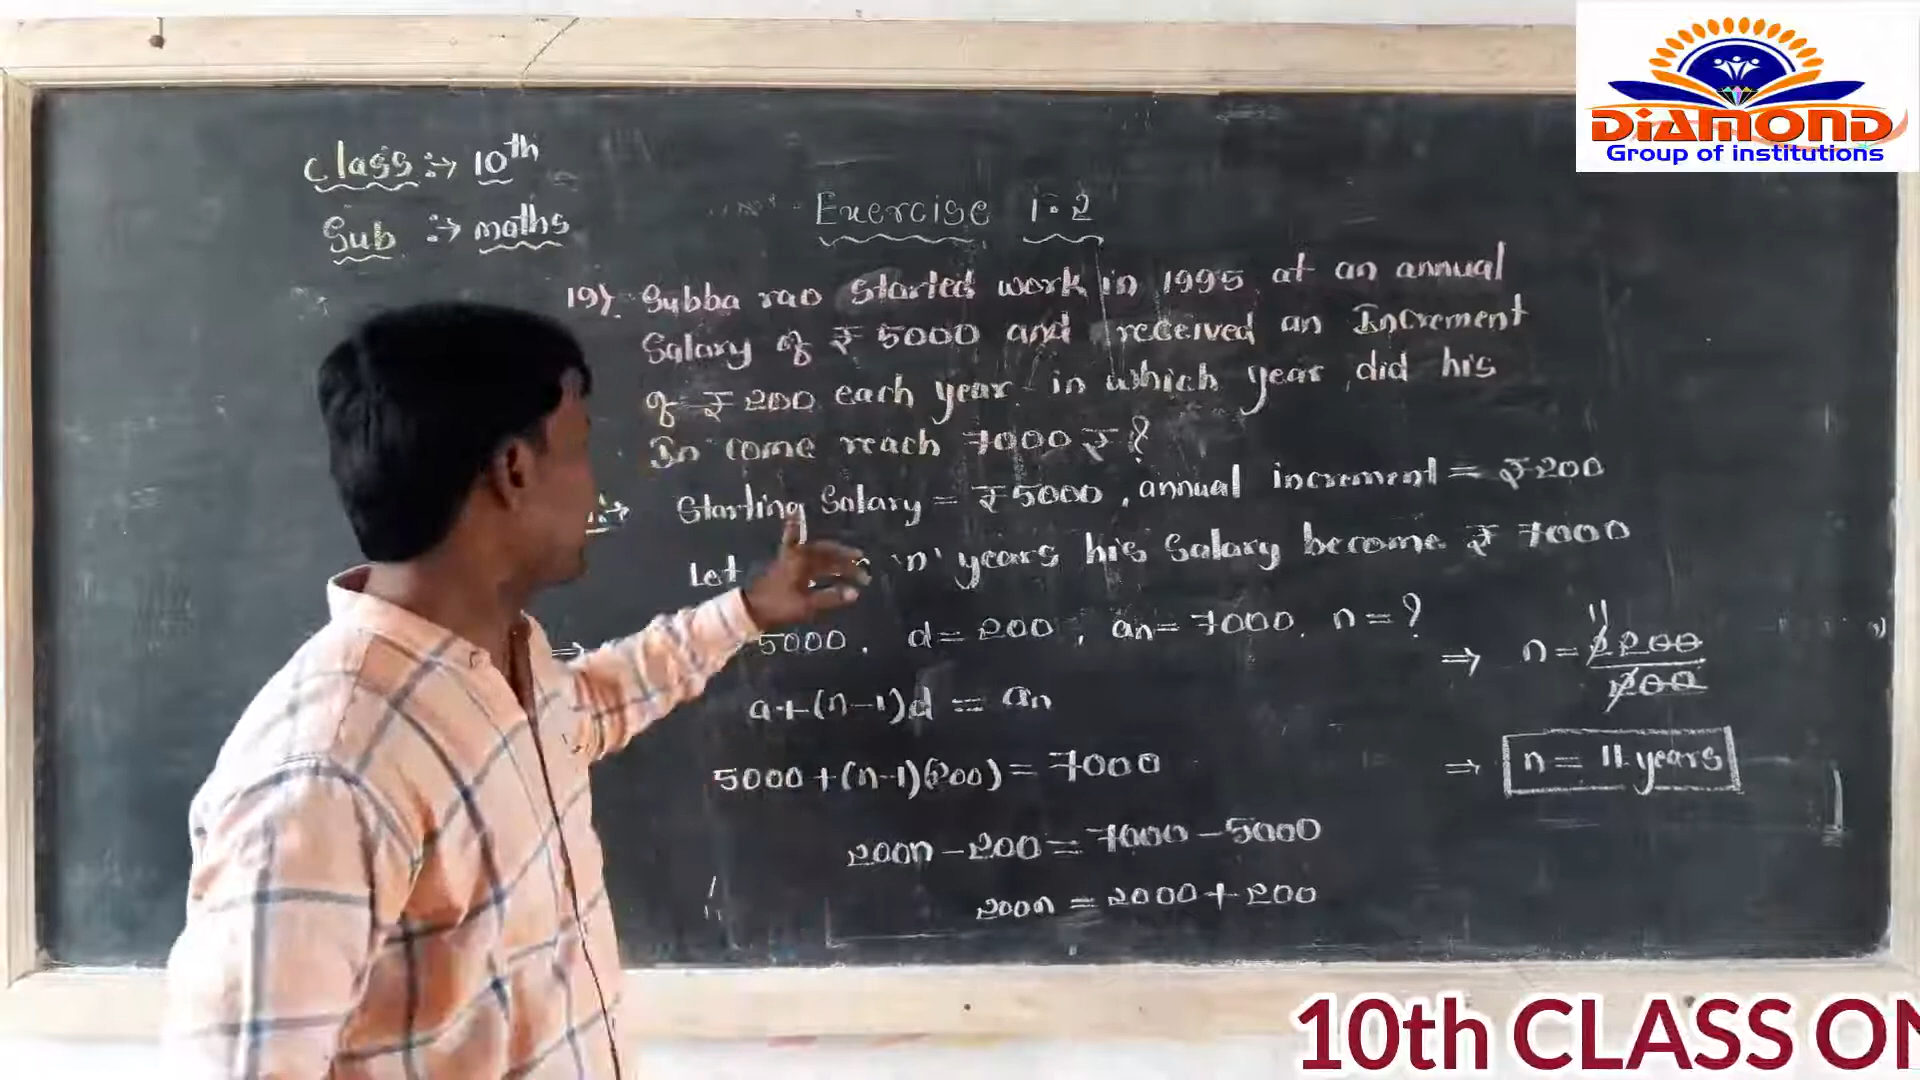 DIAMOND
Group of institutions
Class :→ 10th
Sub :→ maths
Exercise 1.2
19). Subba rao started work in 1995 at an annual
Salary of ₹ 5000 and received an Increment
of ₹ 200 each year in which year did his
In come reach 7000 ₹ ?
Starting Salary = ₹ 5000, annual increment = ₹ 200
Let 'n' years his salary become ₹ 7000
⇒ 5000, d = 200, an = 7000, n = ?
a+(n-1)d = an
5000+(n-1)(200) = 7000
200n - 200 = 7000 - 5000
200n = 2000 + 200
⇒ n = 2200/200 11
⇒ n = 11 years
10th CLASS ON